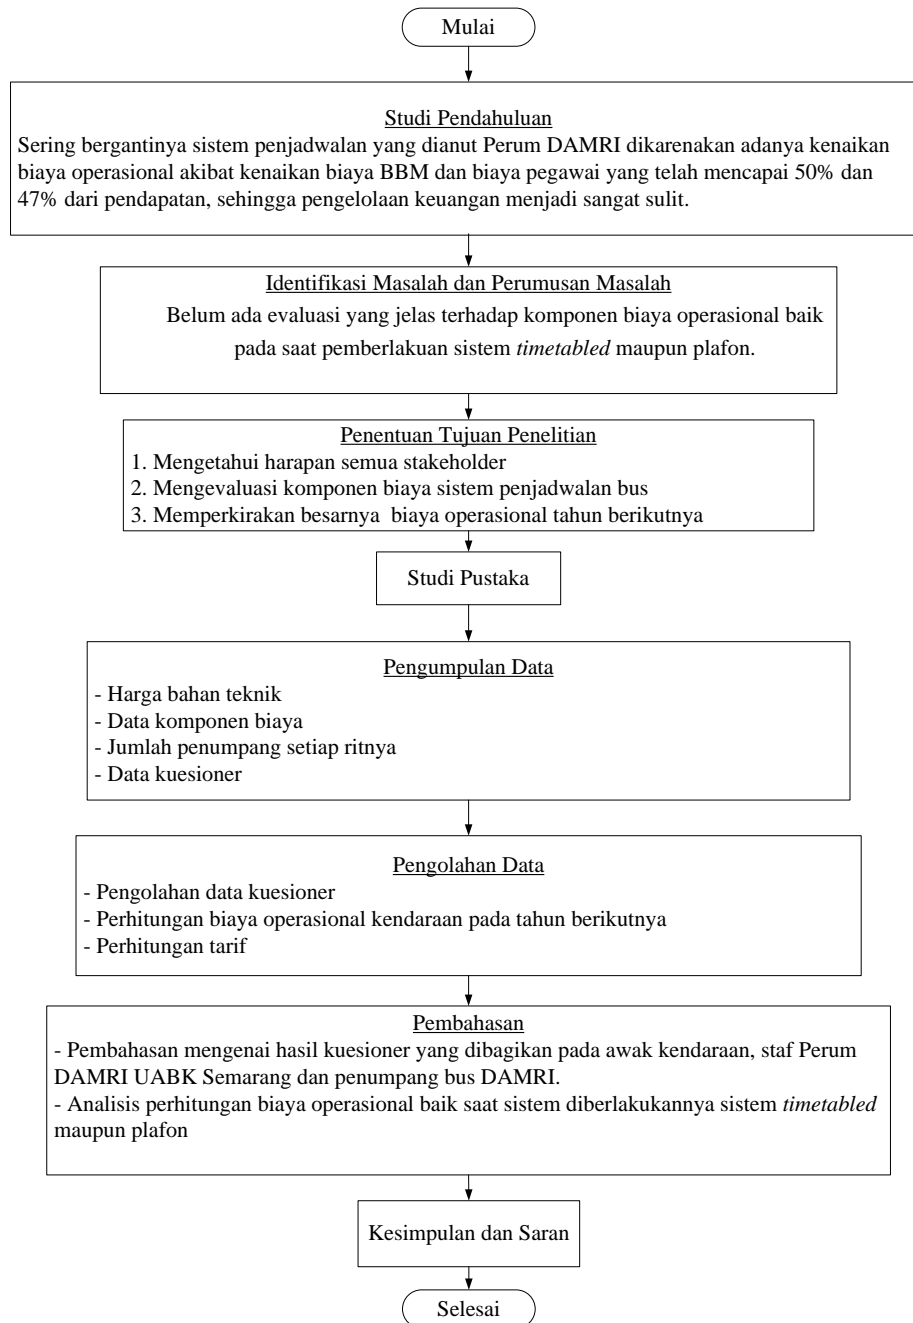 Mulai
Studi Pendahuluan
Sering bergantinya sistem penjadwalan yang dianut Perum DAMRI dikarenakan adanya kenaikan
biaya operasional akibat kenaikan biaya BBM dan biaya pegawai yang telah mencapai 50% dan
47% dari pendapatan, sehingga pengelolaan keuangan menjadi sangat sulit.
Identifikasi Masalah dan Perumusan Masalah
Belum ada evaluasi yang jelas terhadap komponen biaya operasional baik
pada saat pemberlakuan sistem timetabled maupun plafon.
Penentuan Tujuan Penelitian
1. Mengetahui harapan semua stakeholder
2. Mengevaluasi komponen biaya sistem penjadwalan bus
3. Memperkirakan besarnya biaya operasional tahun berikutnya
Studi Pustaka
Pengumpulan Data
- Harga bahan teknik
- Data komponen biaya
- Jumlah penumpang setiap ritnya
- Data kuesioner
Pengolahan Data
- Pengolahan data kuesioner
- Perhitungan biaya operasional kendaraan pada tahun berikutnya
- Perhitungan tarif
Pembahasan
- Pembahasan mengenai hasil kuesioner yang dibagikan pada awak kendaraan, staf Perum
DAMRI UABK Semarang dan penumpang bus DAMRI.
- Analisis perhitungan biaya operasional baik saat sistem diberlakukannya sistem timetabled
maupun plafon
Kesimpulan dan Saran
Selesai